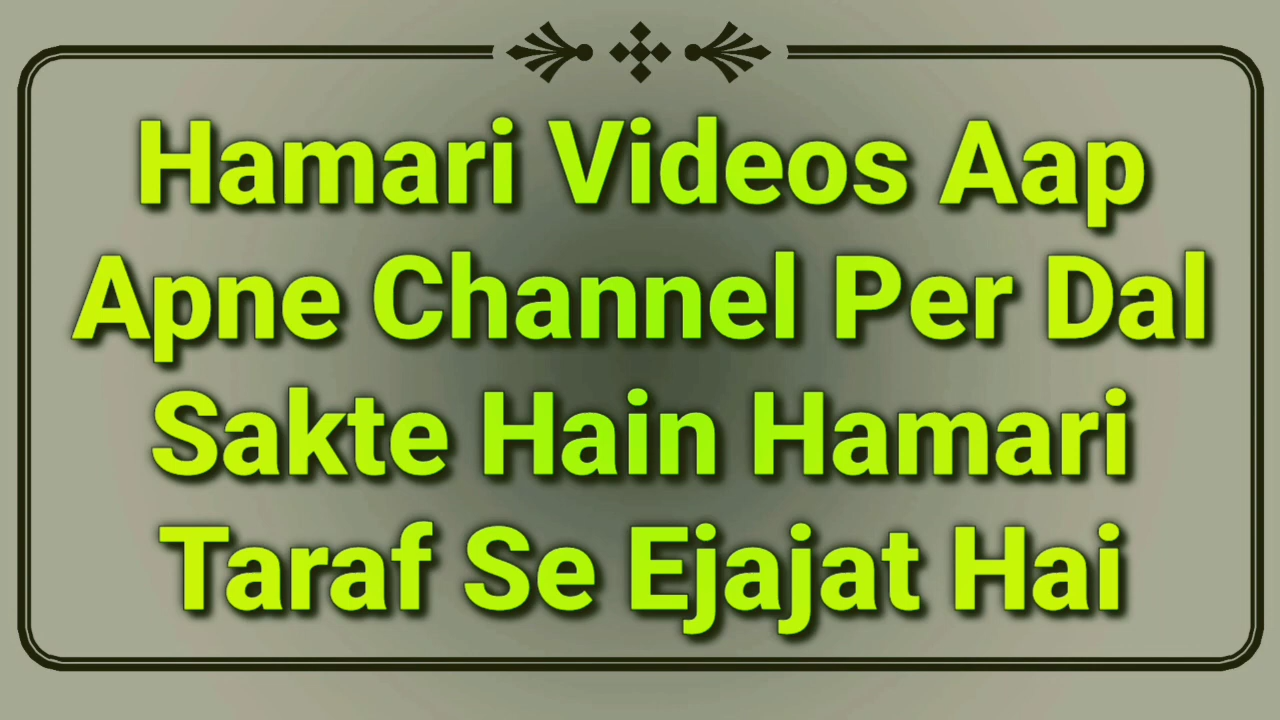 Hamari Videos Aap
Apne Channel Per Dal
Sakte Hain Hamari
Taraf Se Ejajat Hai